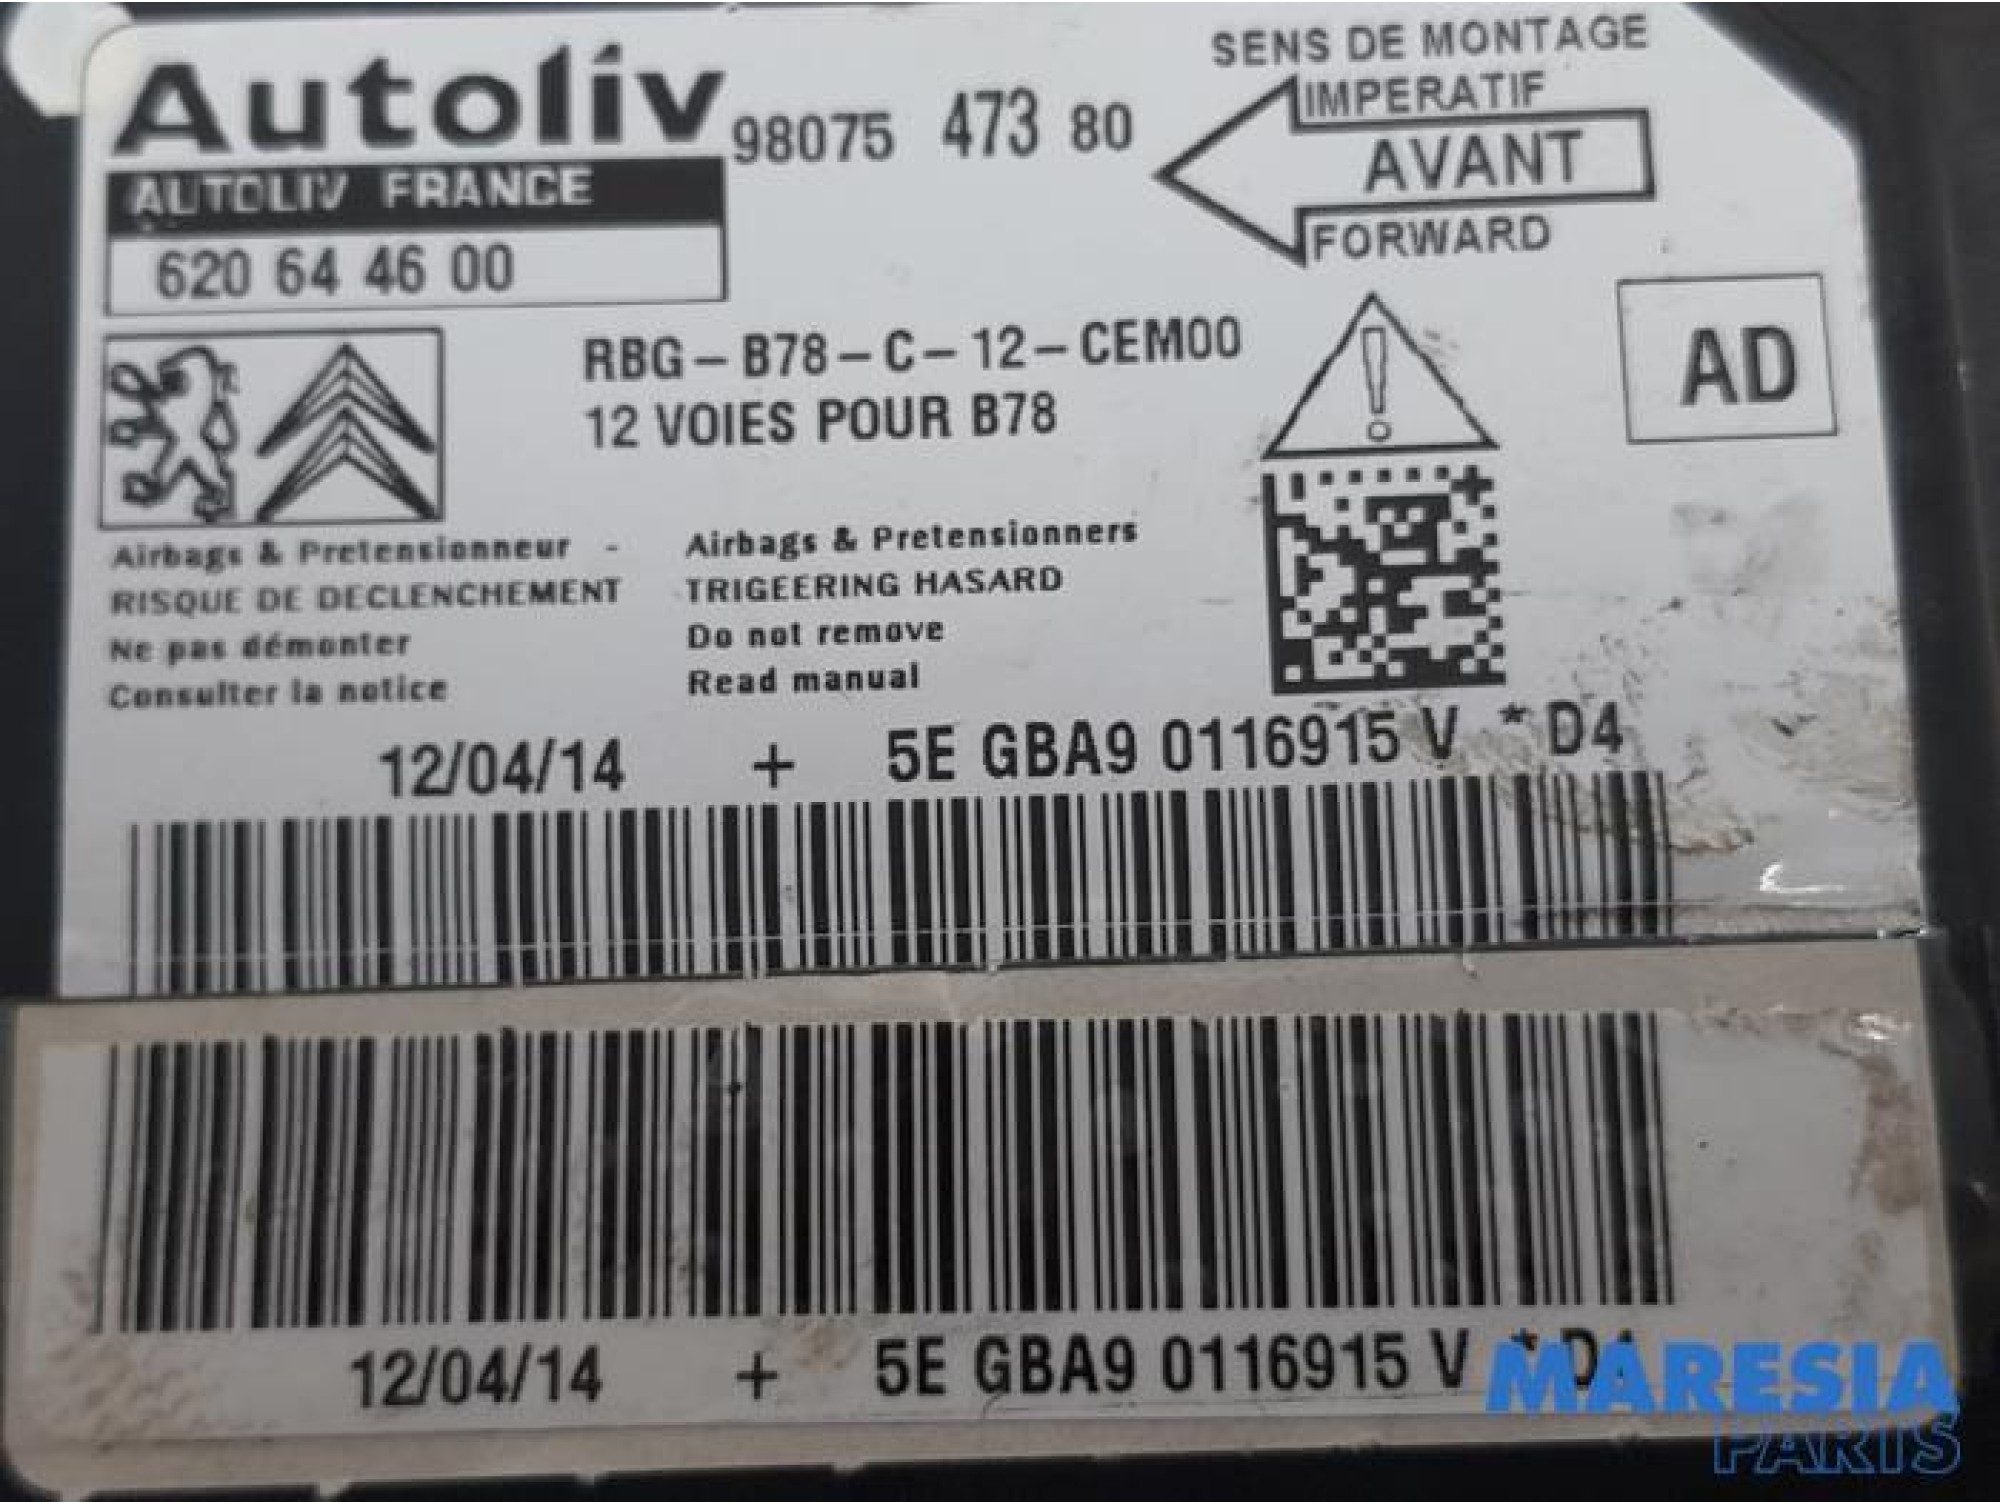 Autoliv 98075 473 80
SENS DE MONTAGE
IMPERATIF
AVANT
FORWARD
AUTOLIV FRANCE
620 64 46 00
AD
RBG-B78-C-12-CEM00
12 VOIES POUR B78
Airbags & Pretensionneur -
RISQUE DE DECLENCHEMENT
Ne pas démonter
Consulter la notice
Airbags & Pretensionners
TRIGEERING HASARD
Do not remove
Read manual
12/04/14 + 5E GBA9 0116915 V *D4
12/04/14 + 5E GBA9 0116915 V *D4
MARESIA
PARTS